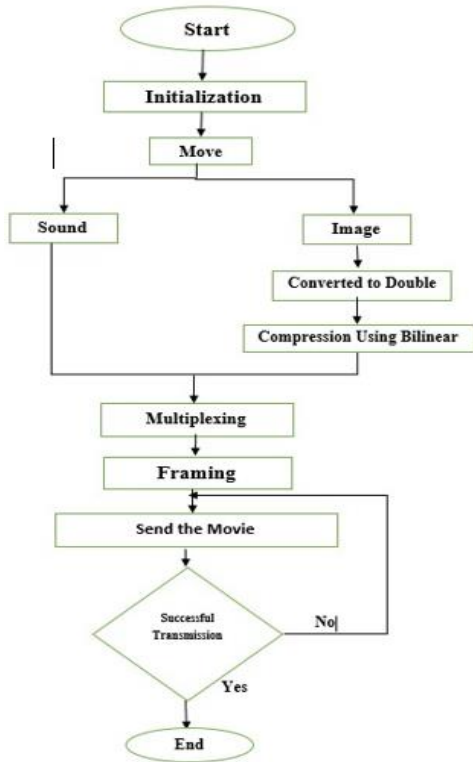 Start
Initialization
Move
Sound
Image
Converted to Double
Compression Using Bilinear
Multiplexing
Framing
Send the Movie
Successful
Transmission
No
Yes
End